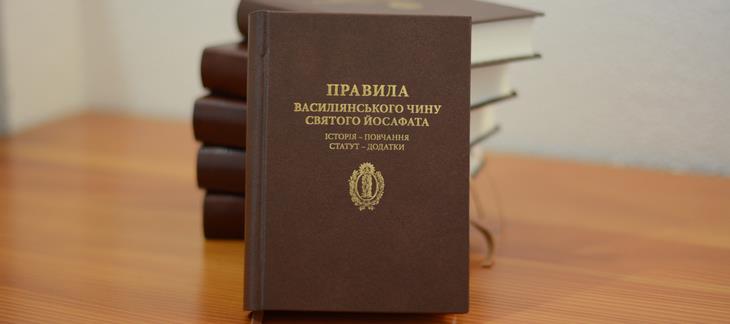 ПРАВИЛА
ВАСИЛІЯНСЬКОГО ЧИНУ
СВЯТОГО ЙОСАФАТА
ІСТОРІЯ – ПОВЧАННЯ
СТАТУТ – ДОДАТКИ